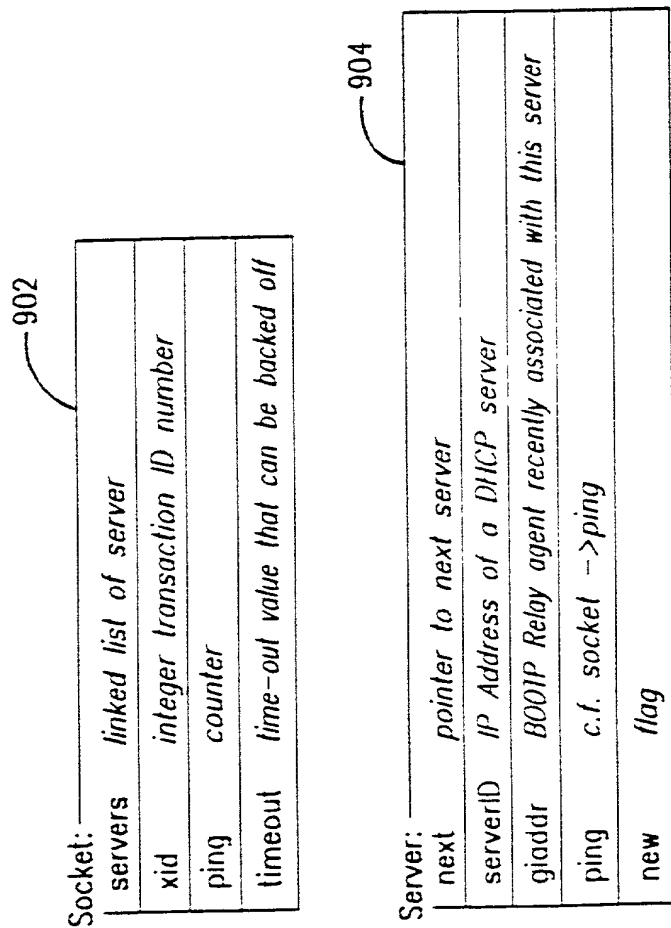 902
Socket:
servers linked list of server
xid integer transaction ID number
ping counter
timeout time-out value that can be backed off
904
Server:
next pointer to next server
serverID IP Address of a DHCP server
giaddr BOOTP Relay agent recently associated with this server
ping c.f. socket ->ping
new flag